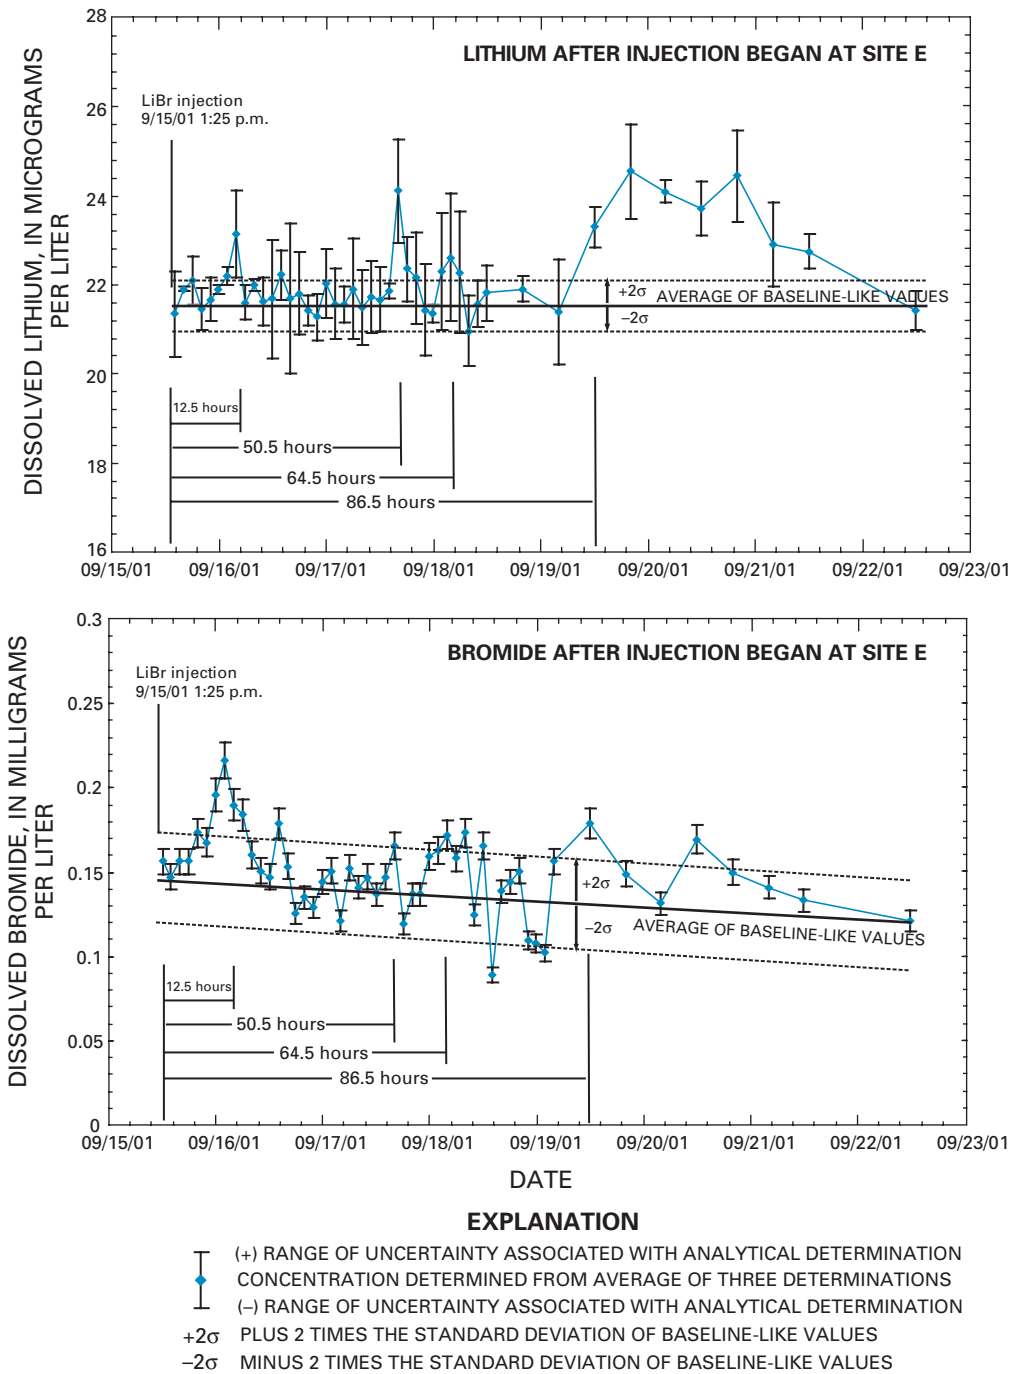 LITHIUM AFTER INJECTION BEGAN AT SITE E
DISSOLVED LITHIUM, IN MICROGRAMS
PER LITER
28
26
24
22
20
18
16
LiBr injection
9/15/01 1:25 p.m.
+2σ
AVERAGE OF BASELINE-LIKE VALUES
−2σ
12.5 hours
50.5 hours
64.5 hours
86.5 hours
09/15/01 09/16/01 09/17/01 09/18/01 09/19/01 09/20/01 09/21/01 09/22/01 09/23/01
BROMIDE AFTER INJECTION BEGAN AT SITE E
DISSOLVED BROMIDE, IN MILLIGRAMS
PER LITER
0.3
0.25
0.2
0.15
0.1
0.05
0
LiBr injection
9/15/01 1:25 p.m.
+2σ
−2σ
AVERAGE OF BASELINE-LIKE VALUES
12.5 hours
50.5 hours
64.5 hours
86.5 hours
09/15/01 09/16/01 09/17/01 09/18/01 09/19/01 09/20/01 09/21/01 09/22/01 09/23/01
DATE
EXPLANATION
(+) RANGE OF UNCERTAINTY ASSOCIATED WITH ANALYTICAL DETERMINATION
CONCENTRATION DETERMINED FROM AVERAGE OF THREE DETERMINATIONS
(−) RANGE OF UNCERTAINTY ASSOCIATED WITH ANALYTICAL DETERMINATION
+2σ PLUS 2 TIMES THE STANDARD DEVIATION OF BASELINE-LIKE VALUES
−2σ MINUS 2 TIMES THE STANDARD DEVIATION OF BASELINE-LIKE VALUES